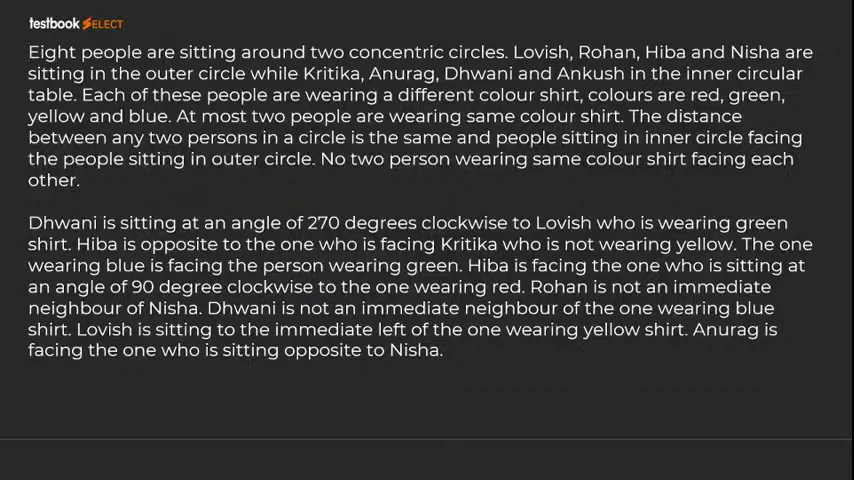 testbook SELECT
Eight people are sitting around two concentric circles. Lovish, Rohan, Hiba and Nisha are
sitting in the outer circle while Kritika, Anurag, Dhwani and Ankush in the inner circular
table. Each of these people are wearing a different colour shirt, colours are red, green,
yellow and blue. At most two people are wearing same colour shirt. The distance
between any two persons in a circle is the same and people sitting in inner circle facing
the people sitting in outer circle. No two person wearing same colour shirt facing each
other.
Dhwani is sitting at an angle of 270 degrees clockwise to Lovish who is wearing green
shirt. Hiba is opposite to the one who is facing Kritika who is not wearing yellow. The one
wearing blue is facing the person wearing green. Hiba is facing the one who is sitting at
an angle of 90 degree clockwise to the one wearing red. Rohan is not an immediate
neighbour of Nisha. Dhwani is not an immediate neighbour of the one wearing blue
shirt. Lovish is sitting to the immediate left of the one wearing yellow shirt. Anurag is
facing the one who is sitting opposite to Nisha.